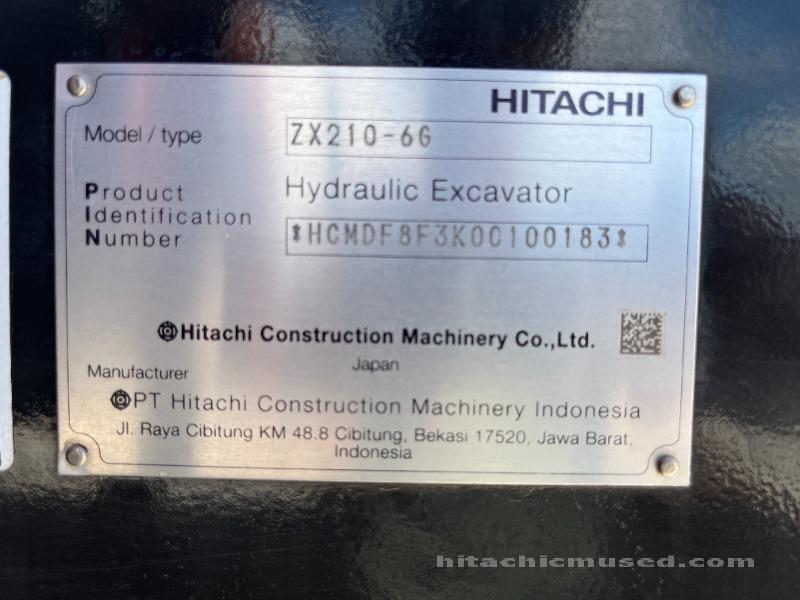 HITACHI
Model / type ZX210-6G
Product Hydraulic Excavator
Identification
Number *HCMDF8F3K00100183*
Hitachi Construction Machinery Co.,Ltd.
Japan
Manufacturer
PT Hitachi Construction Machinery Indonesia
Jl. Raya Cibitung KM 48.8 Cibitung, Bekasi 17520, Jawa Barat,
Indonesia
hitachicmused.com